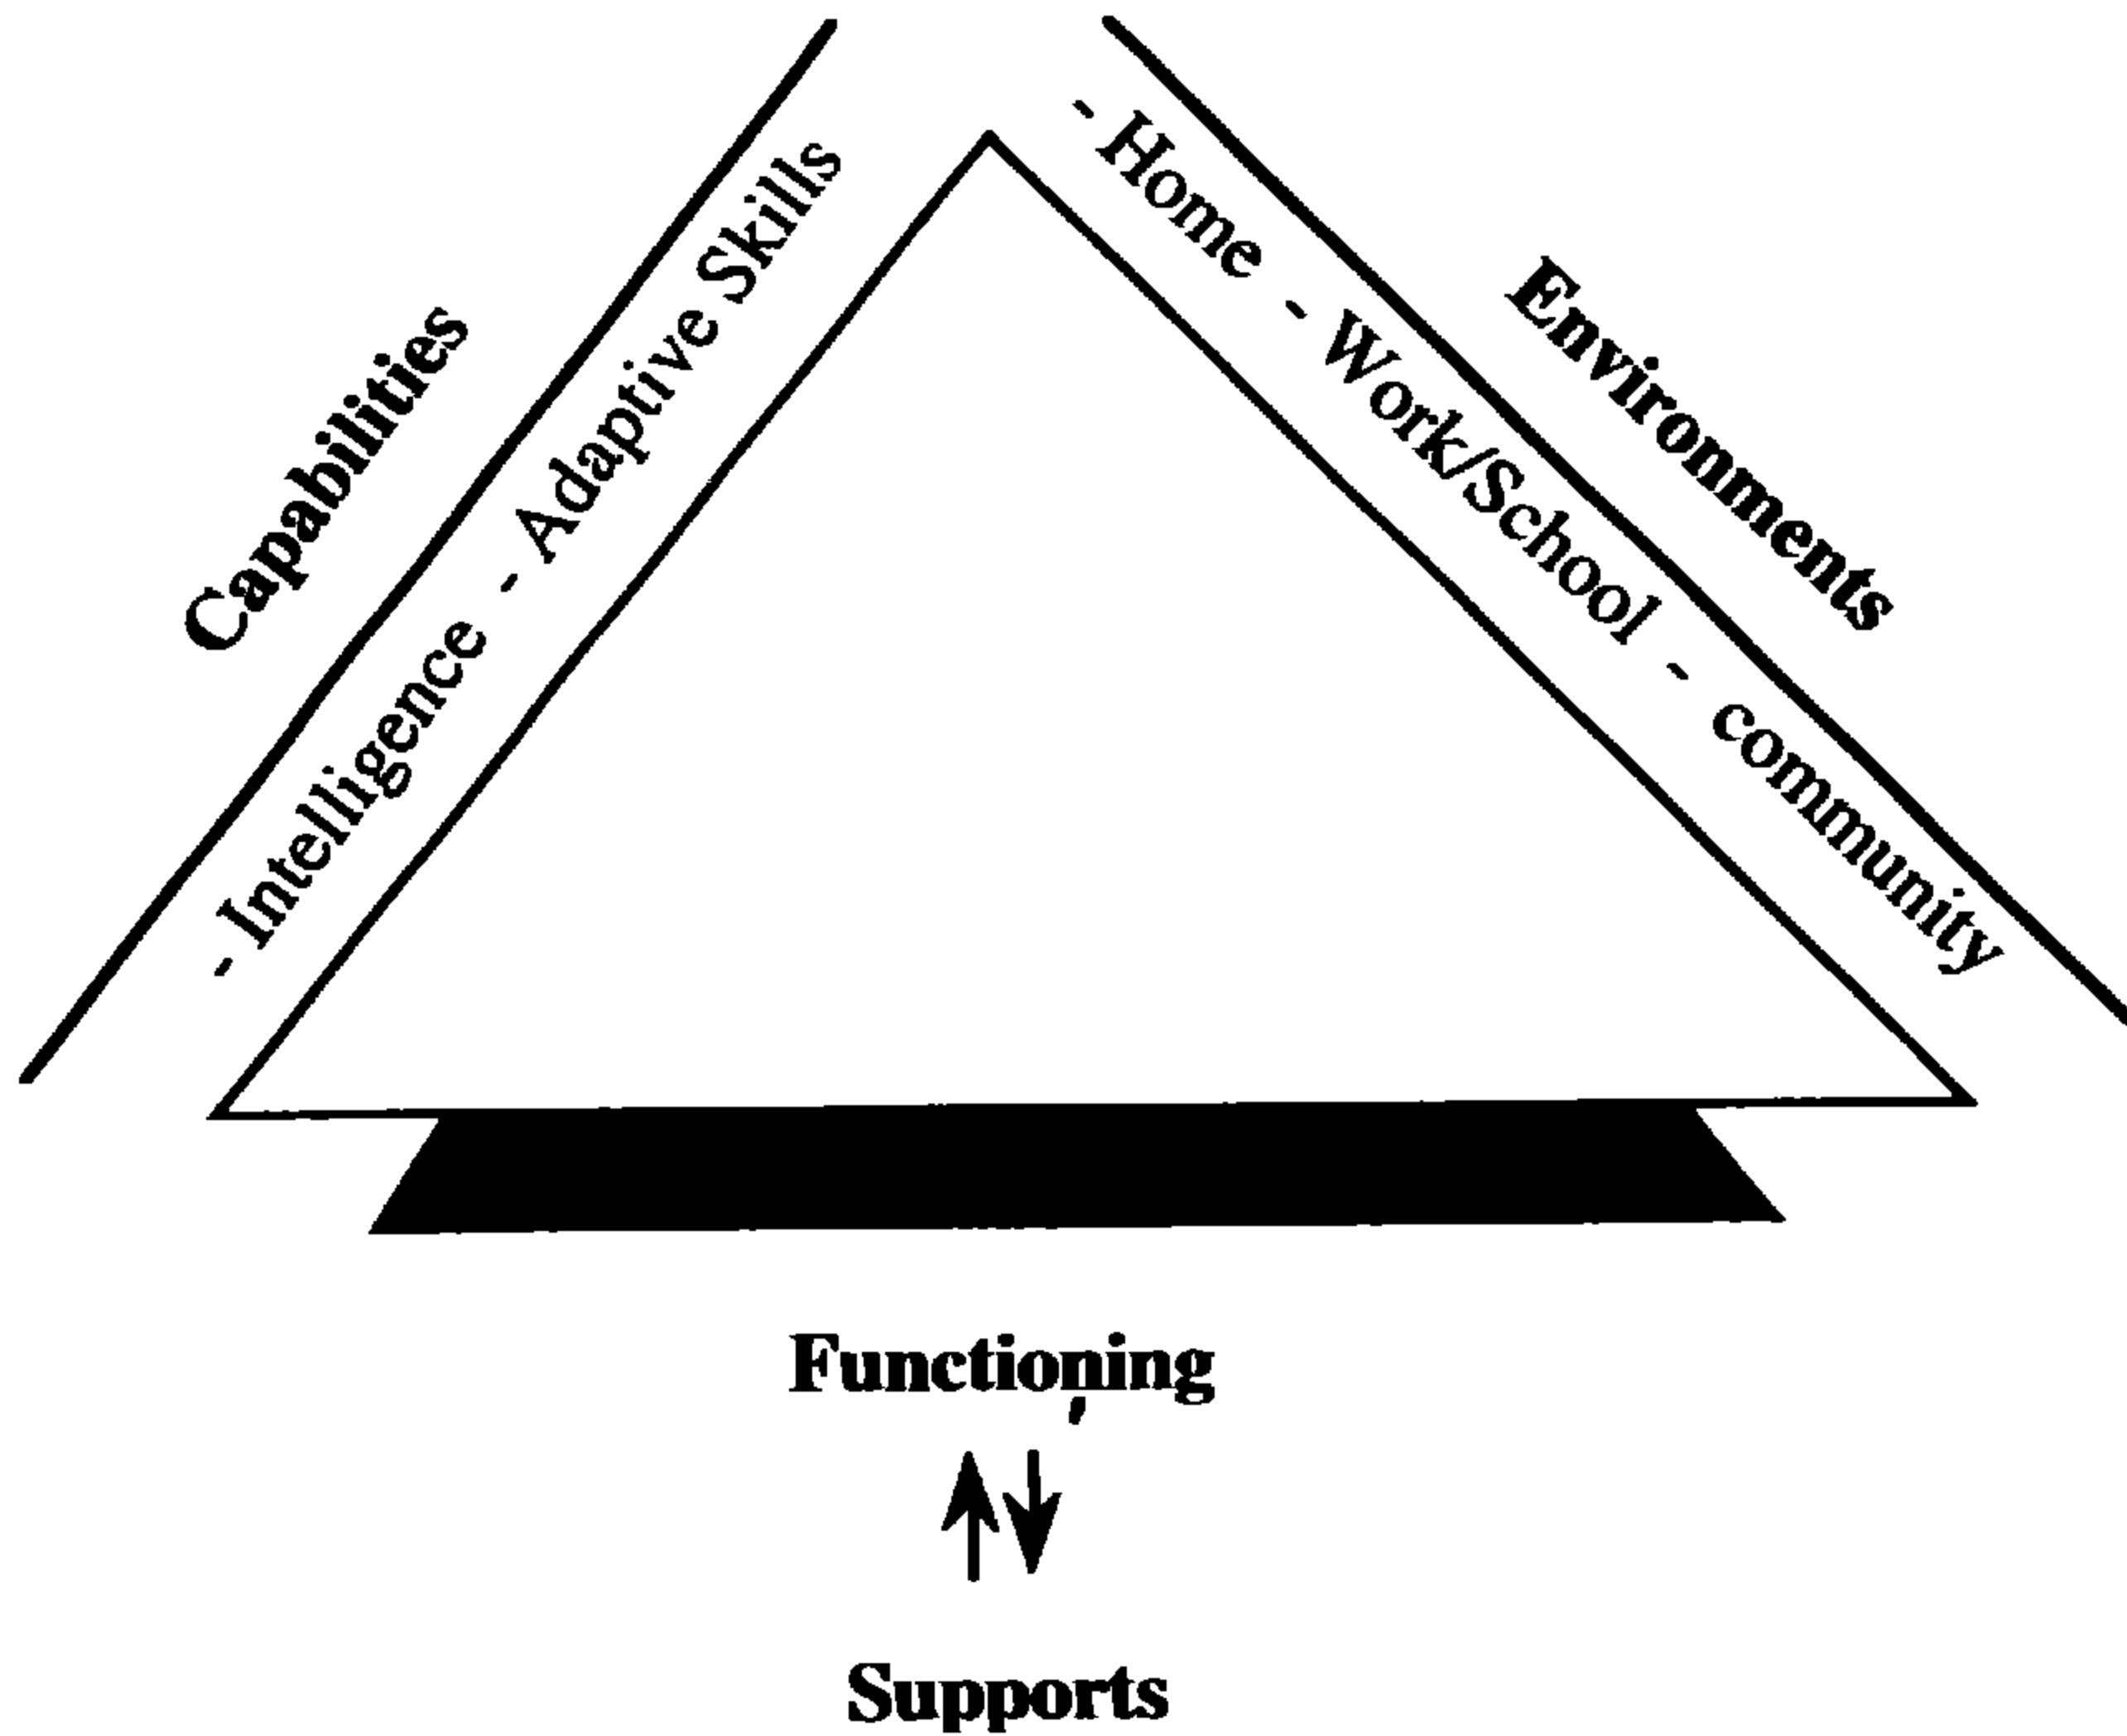 Capabilities
- Intelligence - Adaptive Skills
- Home - Work/School - community
Environments
Functioning
Supports